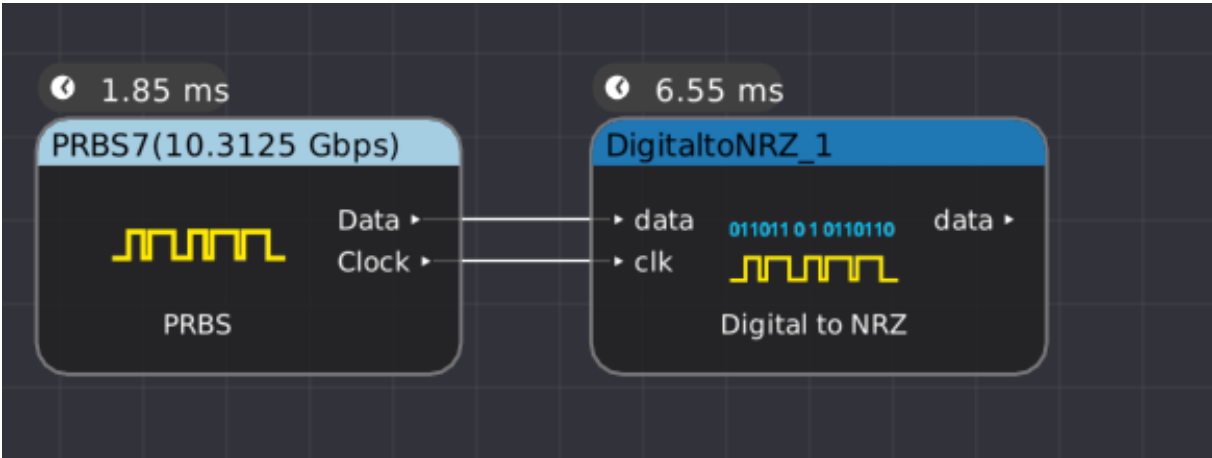 1.85 ms
PRBS7(10.3125 Gbps)
Data
Clock
PRBS
6.55 ms
DigitaltoNRZ_1
data
clk
011011 0 1 0110110
data
Digital to NRZ